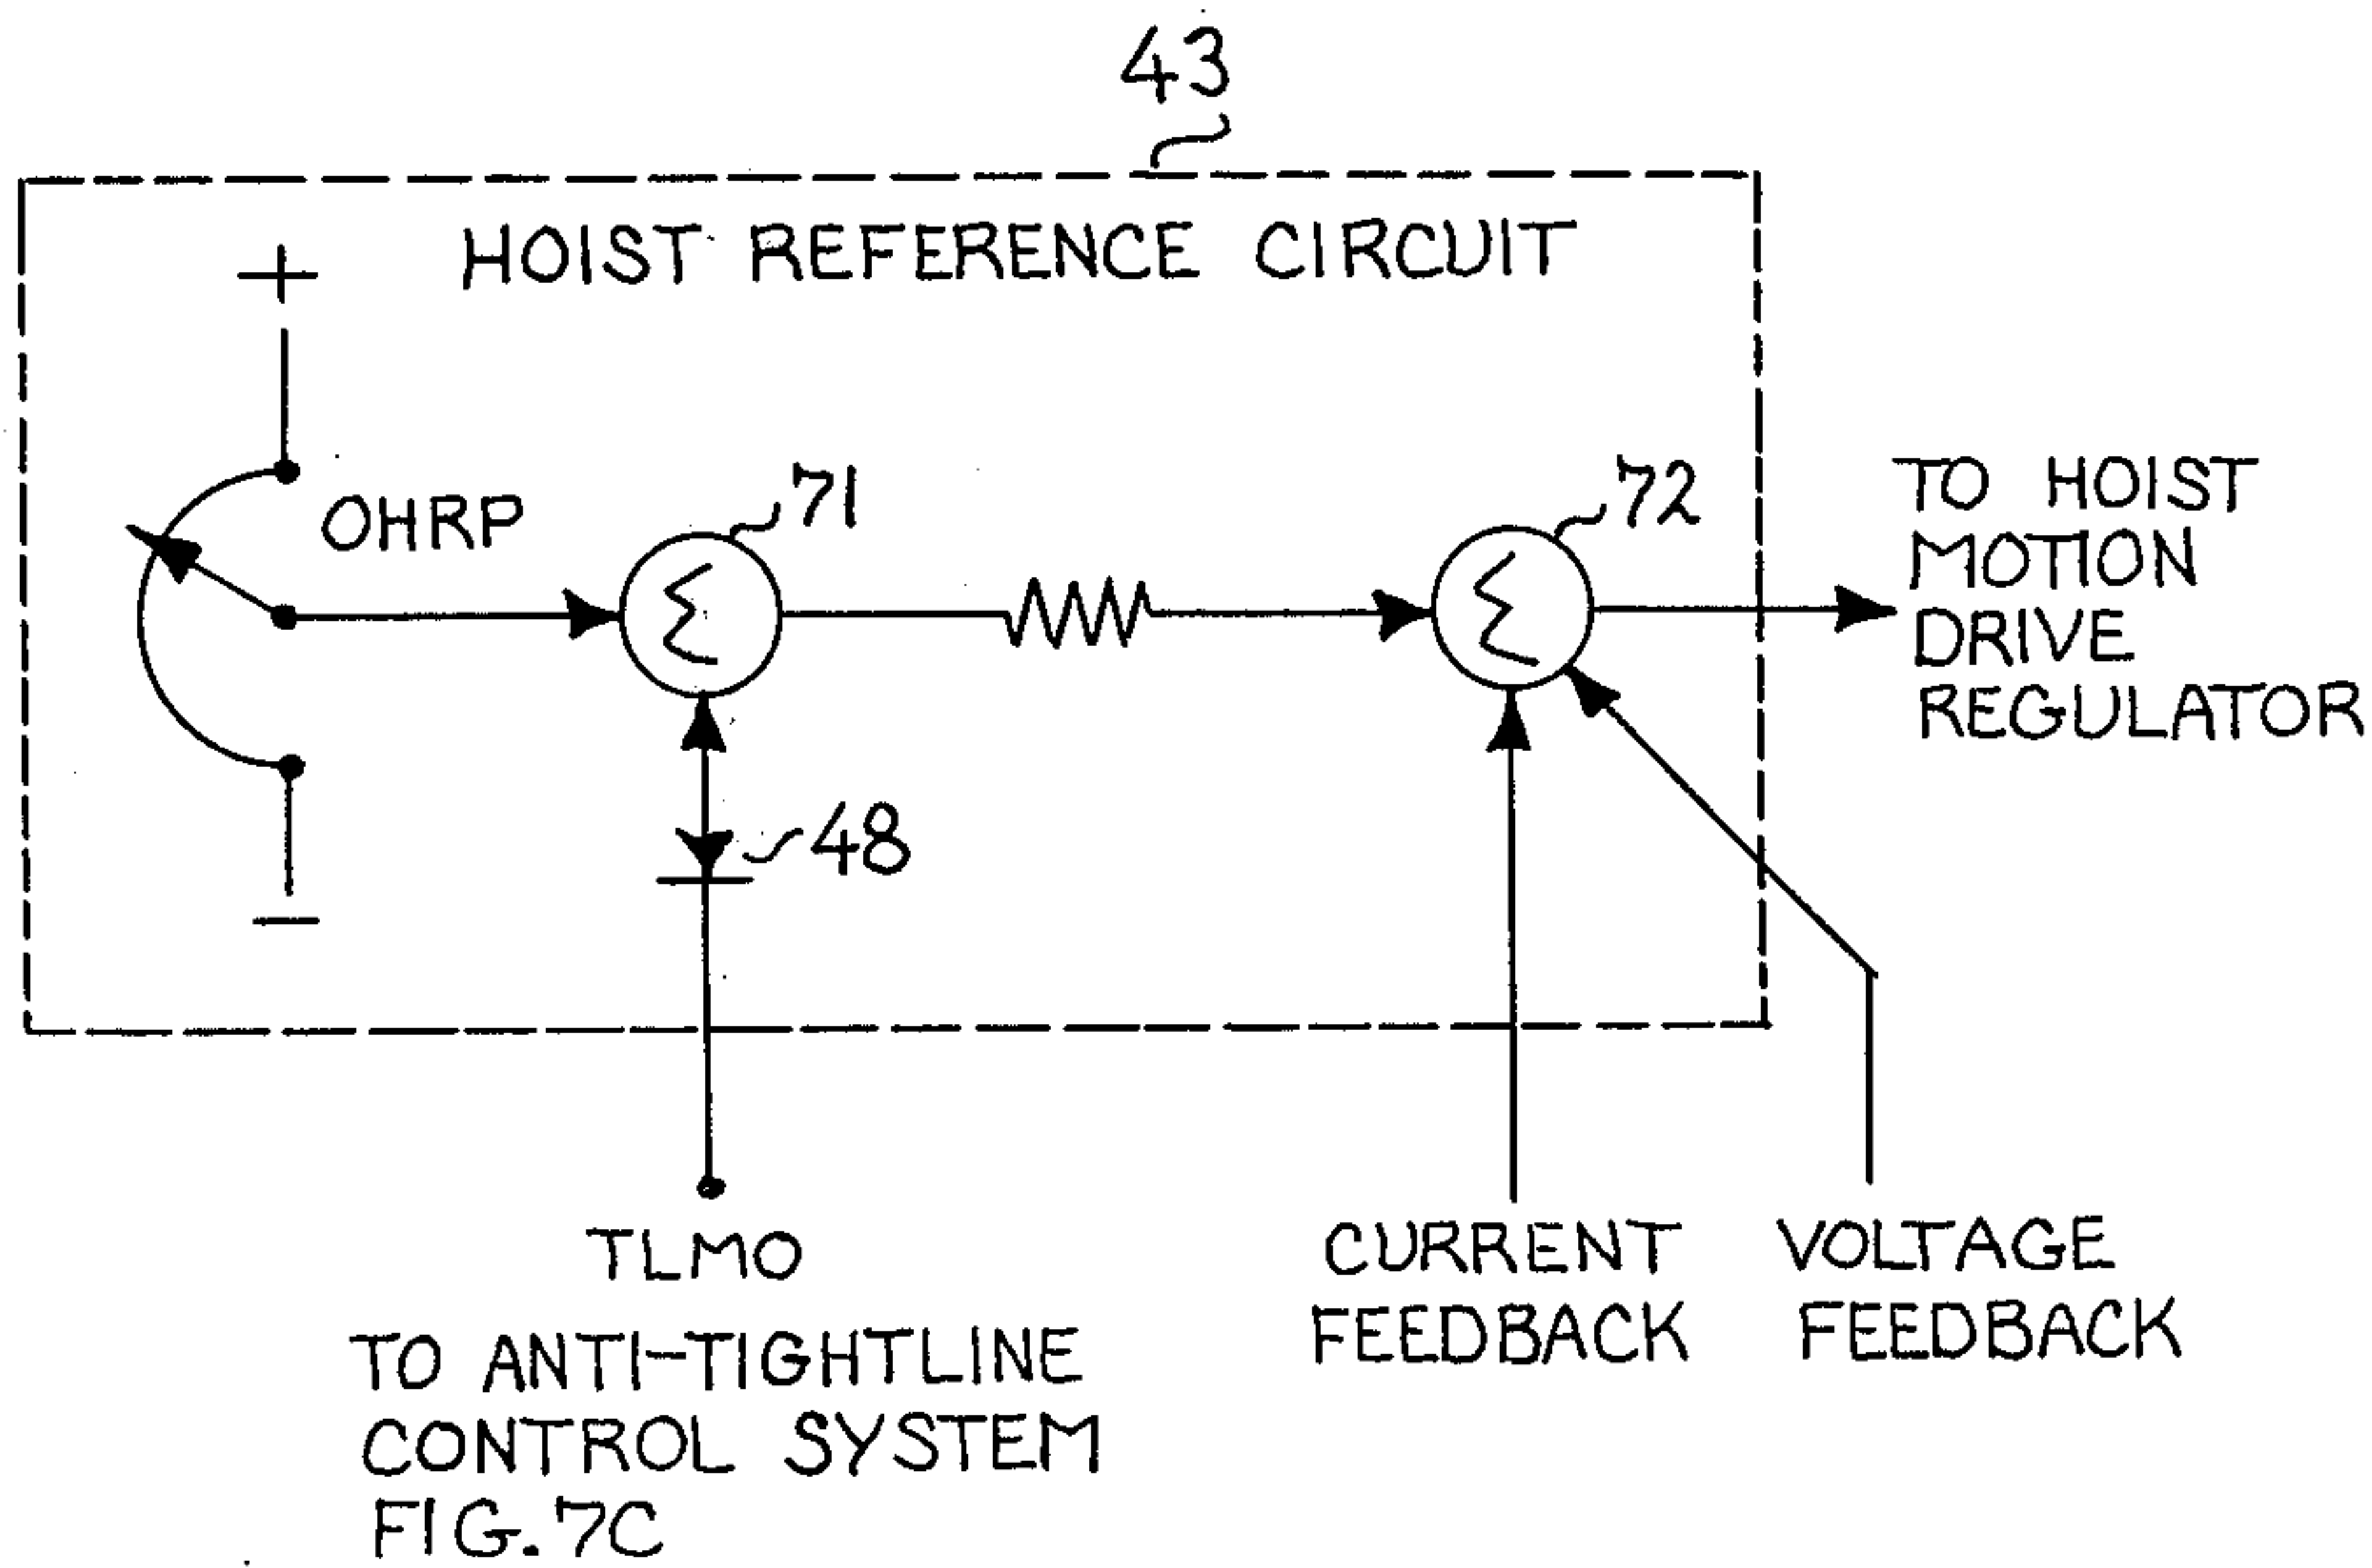 43
HOIST REFERENCE CIRCUIT
+
OHRP
71
72
TO HOIST
MOTION
DRIVE
REGULATOR
48
−
TLMO
TO ANTI-TIGHTLINE
CONTROL SYSTEM
FIG. 7C
CURRENT
FEEDBACK
VOLTAGE
FEEDBACK
Σ
Σ